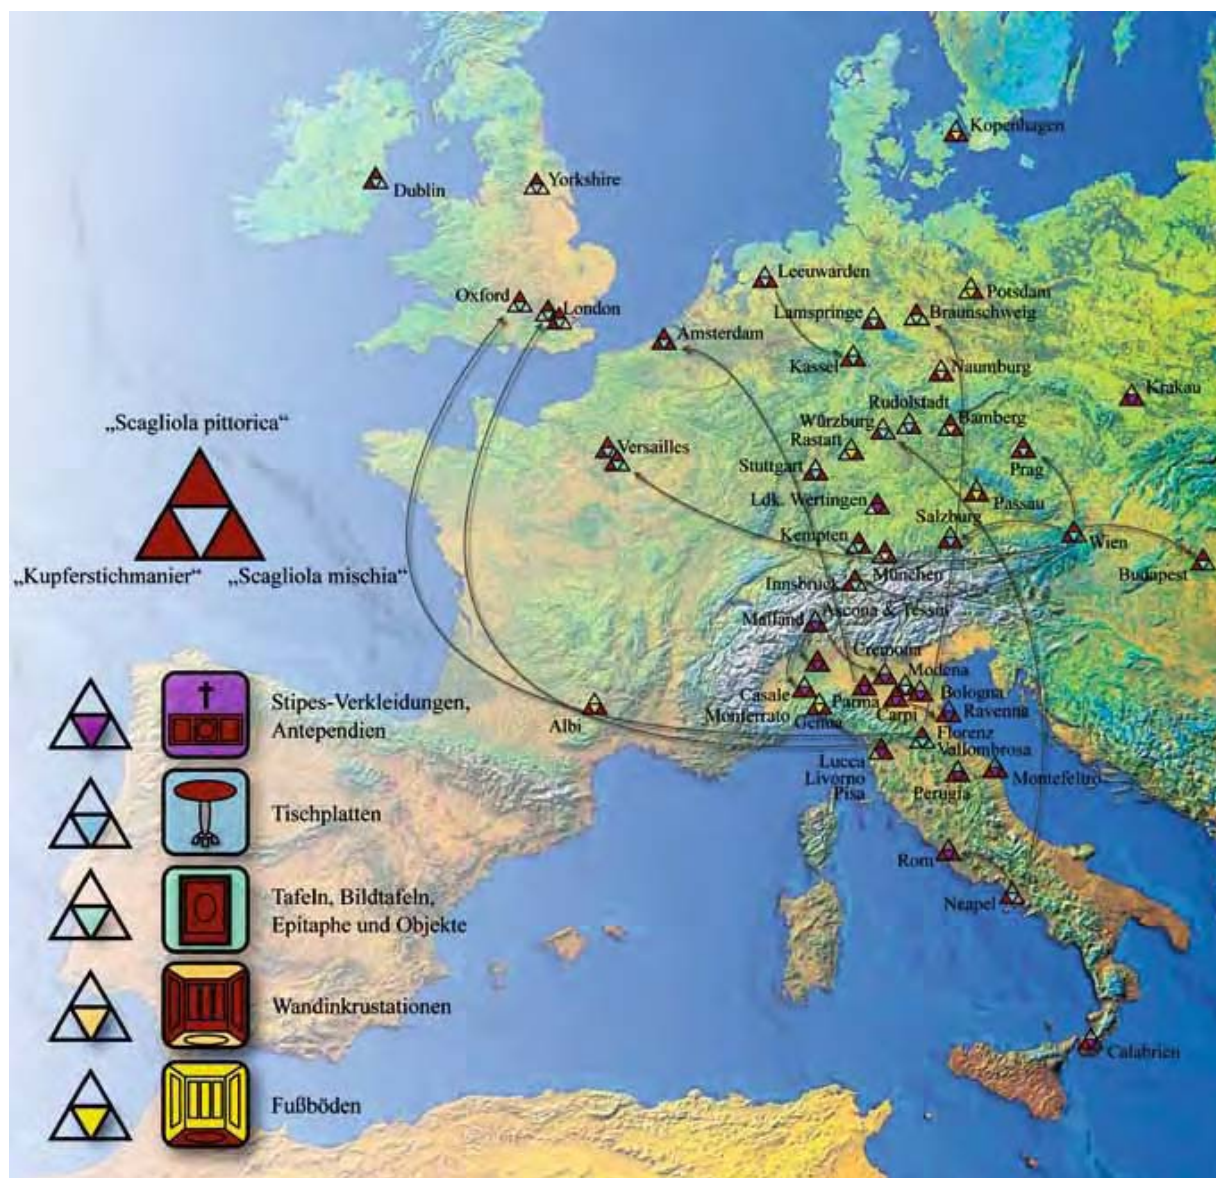 Kopenhagen
Dublin
Yorkshire
Leeuwarden
Oxford
Potsdam
London
Lamspringe
Braunschweig
Amsterdam
Kassel
Naumburg
Krakau
Rudolstadt
„Scagliola pittorica“
Würzburg
Bamberg
Versailles
Rastatt
Stuttgart
Prag
Ldk. Wertingen
Passau
Salzburg
Kempten
Wien
„Kupferstichmanier“
„Scagliola mischia“
München
Budapest
Innsbruck
Ascona & Tessin
Mailand
Cremona
Modena
Stipes-Verkleidungen,
Antependien
Casale
Monferrato
Parma
Bologna
Carpi
Ravenna
Albi
Genua
Florenz
Vallombrosa
Lucca
Livorno
Pisa
Montefeltro
Perugia
Tischplatten
Rom
Tafeln, Bildtafeln,
Epitaphe und Objekte
Neapel
Wandinkrustationen
Calabrien
Fußböden